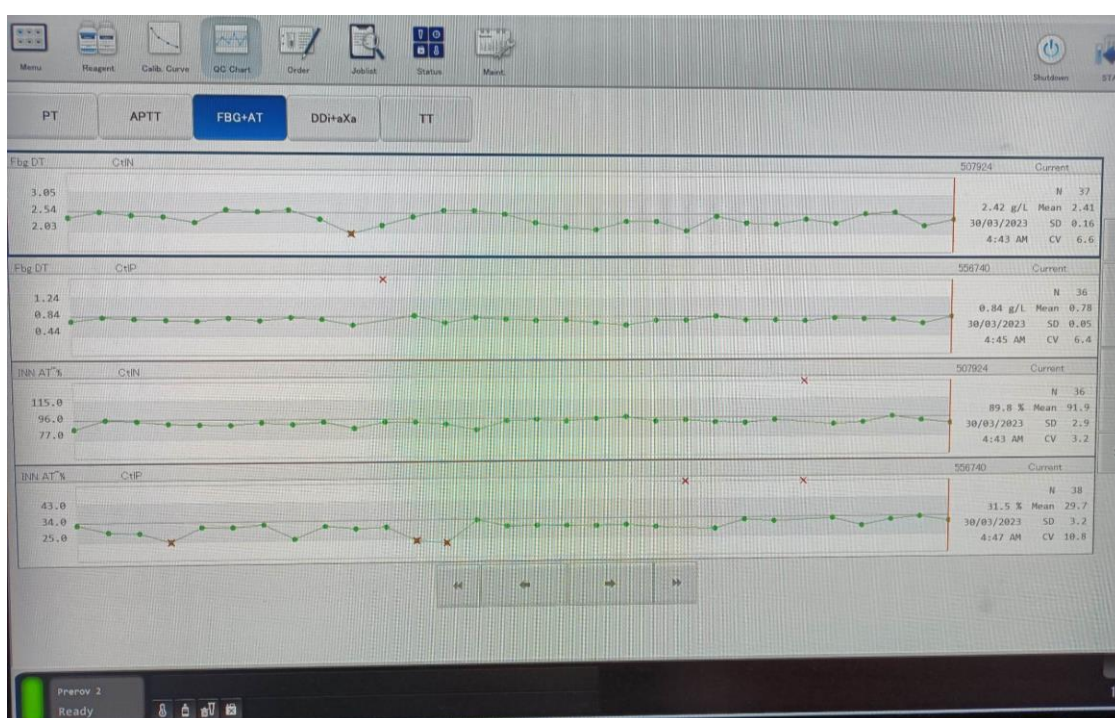 Menu Reagent Calib. Curve QC Chart Order Joblist Status Maint. Shutdown
PT APTT FBG+AT DDi+aXa TT
Fbg DT CtlN 507924 Current
3.05 N 37
2.54 2.42 g/L Mean 2.41
2.03 30/03/2023 SD 0.16
4:43 AM CV 6.6
Fbg DT CtlP 556740 Current
1.24 N 36
0.84 0.84 g/L Mean 0.78
0.44 30/03/2023 SD 0.05
4:45 AM CV 6.4
INN AT~% CtlN 507924 Current
115.0 N 36
96.0 89.8 % Mean 91.9
77.0 30/03/2023 SD 2.9
4:43 AM CV 3.2
INN AT~% CtlP 556740 Current
43.0 N 38
34.0 31.5 % Mean 29.7
25.0 30/03/2023 SD 3.2
4:47 AM CV 10.8
Prerov 2
Ready